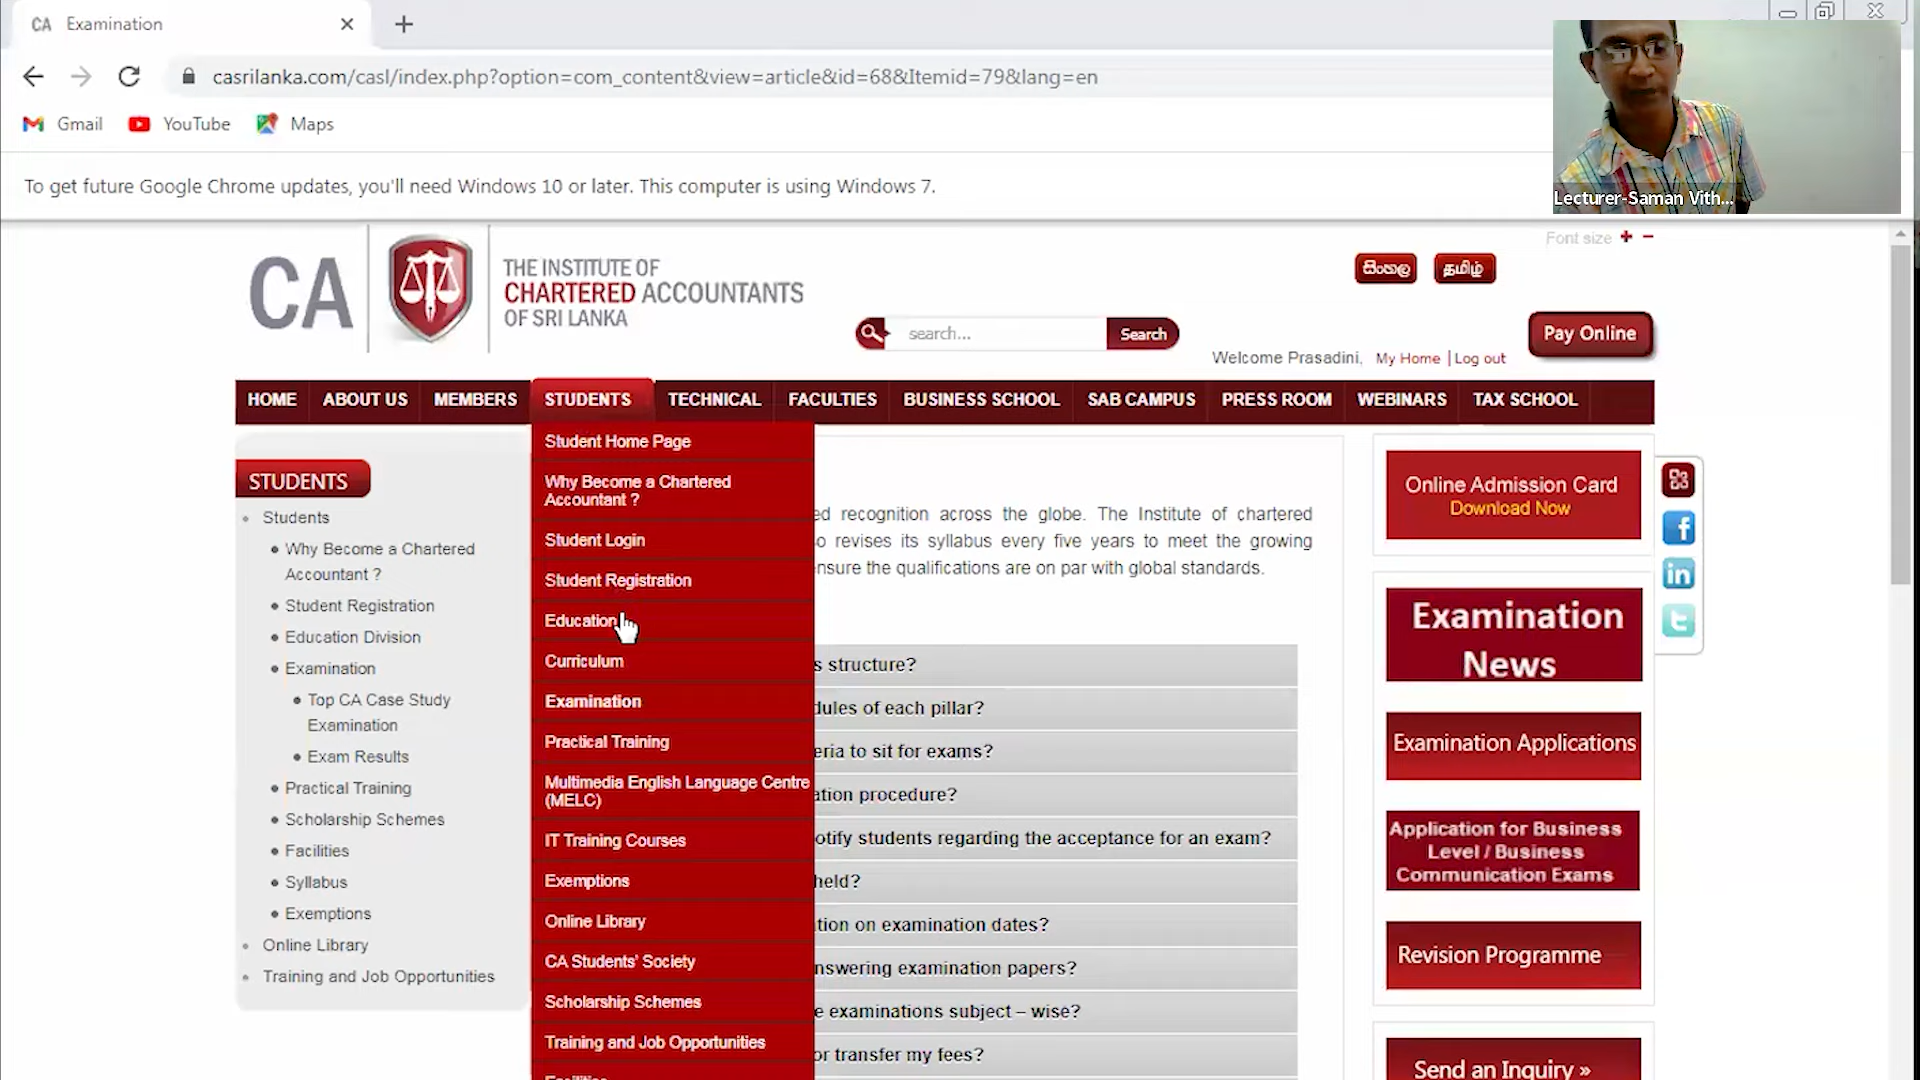 CA Examination
casrilanka.com/casl/index.php?option=com_content&view=article&id=68&Itemid=79&lang=en
Gmail YouTube Maps
To get future Google Chrome updates, you'll need Windows 10 or later. This computer is using Windows 7.
Lecturer-Saman Vith...
Font size + −
CA
THE INSTITUTE OF
CHARTERED ACCOUNTANTS
OF SRI LANKA
සිංහල தமிழ்
search... Search
Pay Online
Welcome Prasadini, My Home | Log out
HOME ABOUT US MEMBERS STUDENTS TECHNICAL FACULTIES BUSINESS SCHOOL SAB CAMPUS PRESS ROOM WEBINARS TAX SCHOOL
STUDENTS
Students
Why Become a Chartered
Accountant ?
Student Registration
Education Division
Examination
Top CA Case Study
Examination
Exam Results
Practical Training
Scholarship Schemes
Facilities
Syllabus
Exemptions
Online Library
Training and Job Opportunities
Student Home Page
Why Become a Chartered
Accountant ?
Student Login
Student Registration
Education
Curriculum
Examination
Practical Training
Multimedia English Language Centre
(MELC)
IT Training Courses
Exemptions
Online Library
CA Students' Society
Scholarship Schemes
Training and Job Opportunities
recognition across the globe. The Institute of chartered
revises its syllabus every five years to meet the growing
the qualifications are on par with global standards.
structure?
of each pillar?
to sit for exams?
procedure?
students regarding the acceptance for an exam?
held?
on examination dates?
examination papers?
examinations subject – wise?
transfer my fees?
Online Admission Card
Download Now
Examination
News
Examination Applications
Application for Business
Level / Business
Communication Exams
Revision Programme
Send an Inquiry »